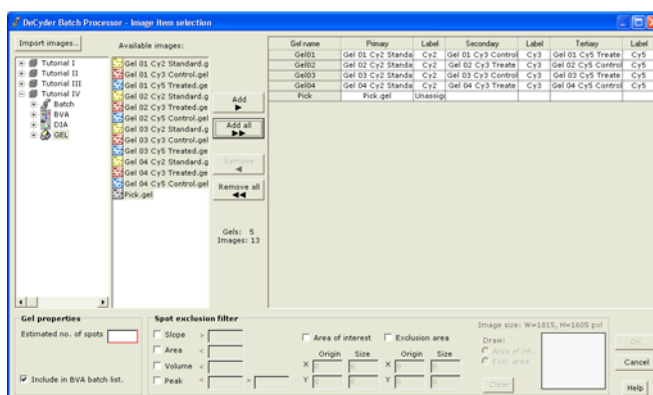 DeCyder Batch Processor - Image item selection
Import images..
Available images:
Tutorial I
Tutorial II
Tutorial III
Tutorial IV
Batch
BVA
DIA
GEL
Gel 01 Cy2 Standard.g
Gel 01 Cy3 Control.gel
Gel 01 Cy5 Treated.ge
Gel 02 Cy2 Standard.g
Gel 02 Cy3 Treated.ge
Gel 02 Cy5 Control.gel
Gel 03 Cy2 Standard.g
Gel 03 Cy3 Control.gel
Gel 03 Cy5 Treated.ge
Gel 04 Cy2 Standard.g
Gel 04 Cy3 Treated.ge
Gel 04 Cy5 Control.gel
Pick.gel
Add
Add all
Remove
Remove all
Gels: 5
Images: 13
Gel name Primary Label Secondary Label Tertiary Label
Gel01 Gel 01 Cy2 Standa Cy2 Gel 01 Cy3 Control Cy3 Gel 01 Cy5 Treate Cy5
Gel02 Gel 02 Cy2 Standa Cy2 Gel 02 Cy3 Treate Cy3 Gel 02 Cy5 Control Cy5
Gel03 Gel 03 Cy2 Standa Cy2 Gel 03 Cy3 Control Cy3 Gel 03 Cy5 Treate Cy5
Gel04 Gel 04 Cy2 Standa Cy2 Gel 04 Cy3 Treate Cy3 Gel 04 Cy5 Control Cy5
Pick Pick.gel Unassig
Gel properties
Estimated no. of spots
Include in BVA batch list.
Spot exclusion filter
Slope >
Area <
Volume <
Peak < >
Area of interest
Exclusion area
Origin Size Origin Size
X 0 0 X 0 0
Y 0 0 Y 0 0
Image size: W=1815, H=1605 pxl
Draw:
Area of int.
Excl. area
Clear
OK
Cancel
Help